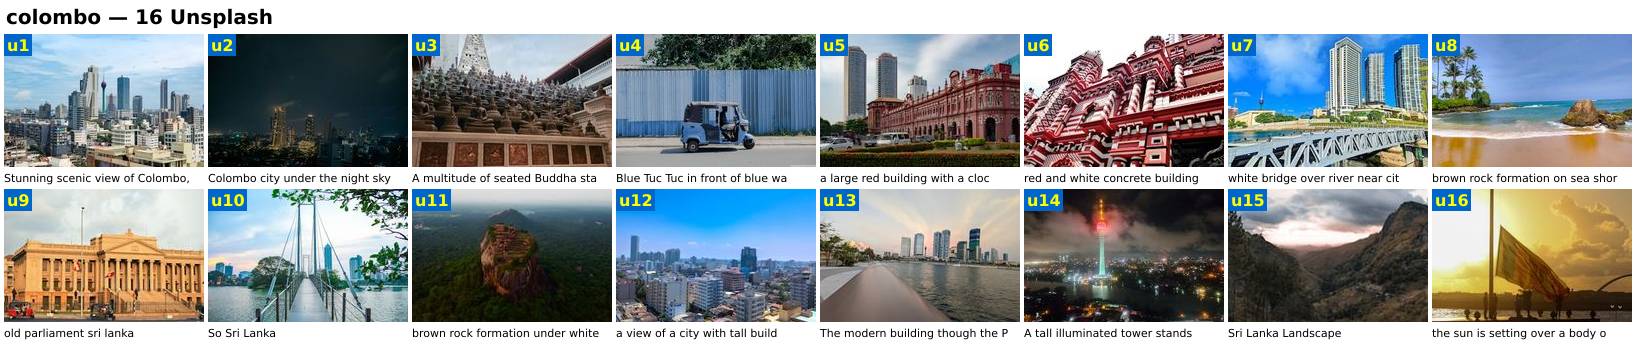 colombo — 16 Unsplash
u1 u2 u3 u4 u5 u6 u7 u8
Stunning scenic view of Colombo, Colombo city under the night sky A multitude of seated Buddha sta Blue Tuc Tuc in front of blue wa a large red building with a cloc red and white concrete building white bridge over river near cit brown rock formation on sea shor
u9 u10 u11 u12 u13 u14 u15 u16
old parliament sri lanka So Sri Lanka brown rock formation under white a view of a city with tall build The modern building though the P A tall illuminated tower stands Sri Lanka Landscape the sun is setting over a body o